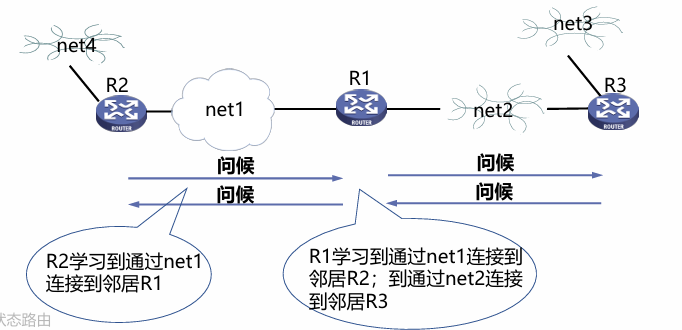 net4
net3
R2
R1
R3
net1
net2
ROUTER
ROUTER
ROUTER
问候
问候
问候
问候
R2学习到通过net1
连接到邻居R1
R1学习到通过net1连接到
邻居R2；到通过net2连接
到邻居R3
状态路由